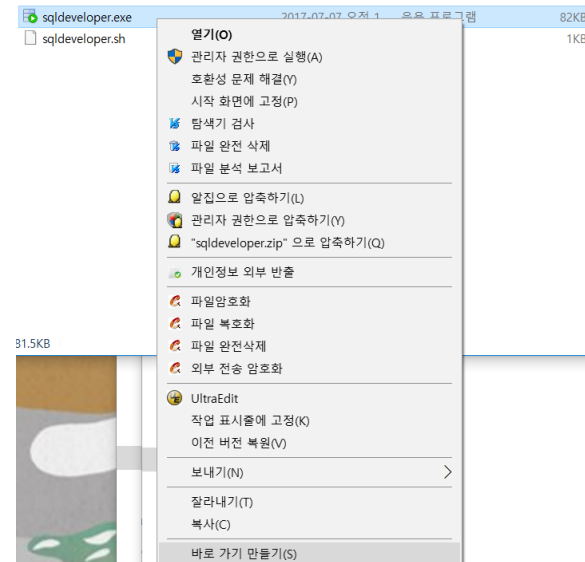 sqldeveloper.exe 2017-07-07 오전 1... 응용 프로그램 82KB
sqldeveloper.sh 1KB
열기(O)
관리자 권한으로 실행(A)
호환성 문제 해결(Y)
시작 화면에 고정(P)
탐색기 검사
파일 완전 삭제
파일 분석 보고서
알집으로 압축하기(L)
관리자 권한으로 압축하기(Y)
"sqldeveloper.zip" 으로 압축하기(Q)
개인정보 외부 반출
파일암호화
파일 복호화
파일 완전삭제
외부 전송 암호화
UltraEdit
작업 표시줄에 고정(K)
이전 버전 복원(V)
31.5KB
보내기(N)
잘라내기(T)
복사(C)
바로 가기 만들기(S)